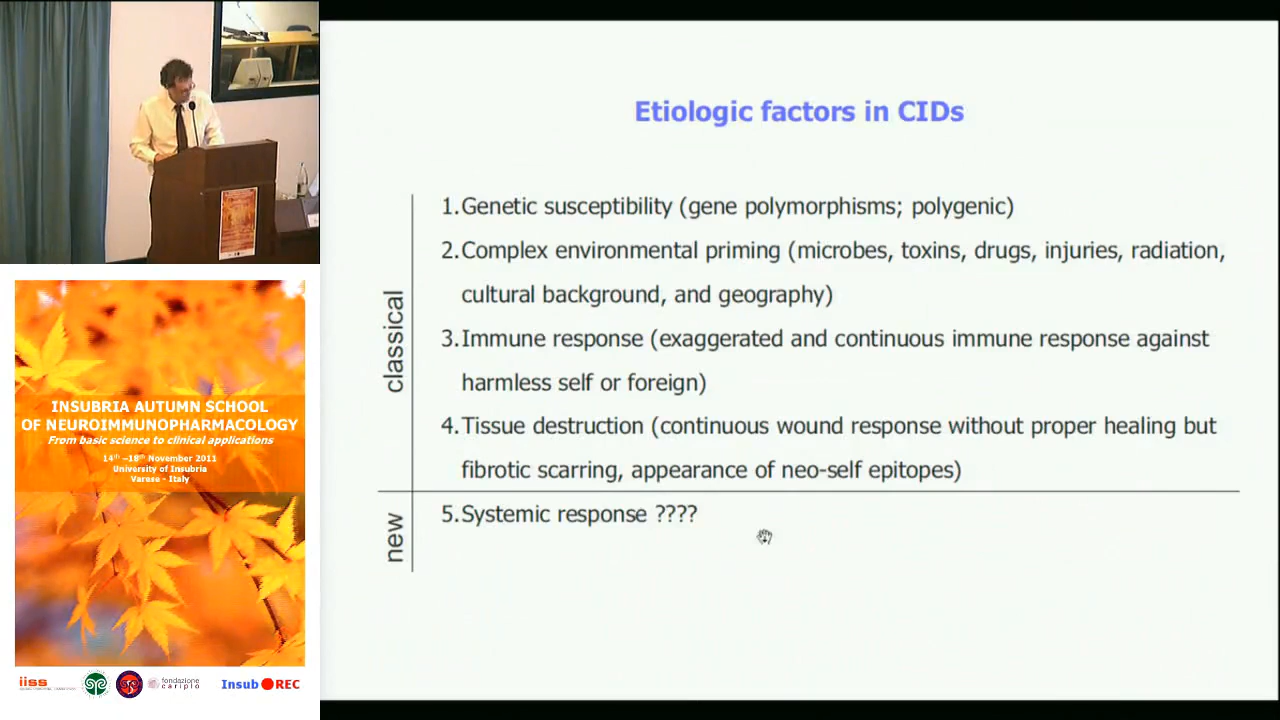 Etiologic factors in CIDs
classical
1.Genetic susceptibility (gene polymorphisms; polygenic)
2.Complex environmental priming (microbes, toxins, drugs, injuries, radiation,
cultural background, and geography)
3.Immune response (exaggerated and continuous immune response against
harmless self or foreign)
4.Tissue destruction (continuous wound response without proper healing but
fibrotic scarring, appearance of neo-self epitopes)
new
5.Systemic response ????
INSUBRIA AUTUMN SCHOOL
OF NEUROIMMUNOPHARMACOLOGY
From basic science to clinical applications
14th –18th November 2011
University of Insubria
Varese - Italy
iiss
fondazione
cariplo
Insub REC